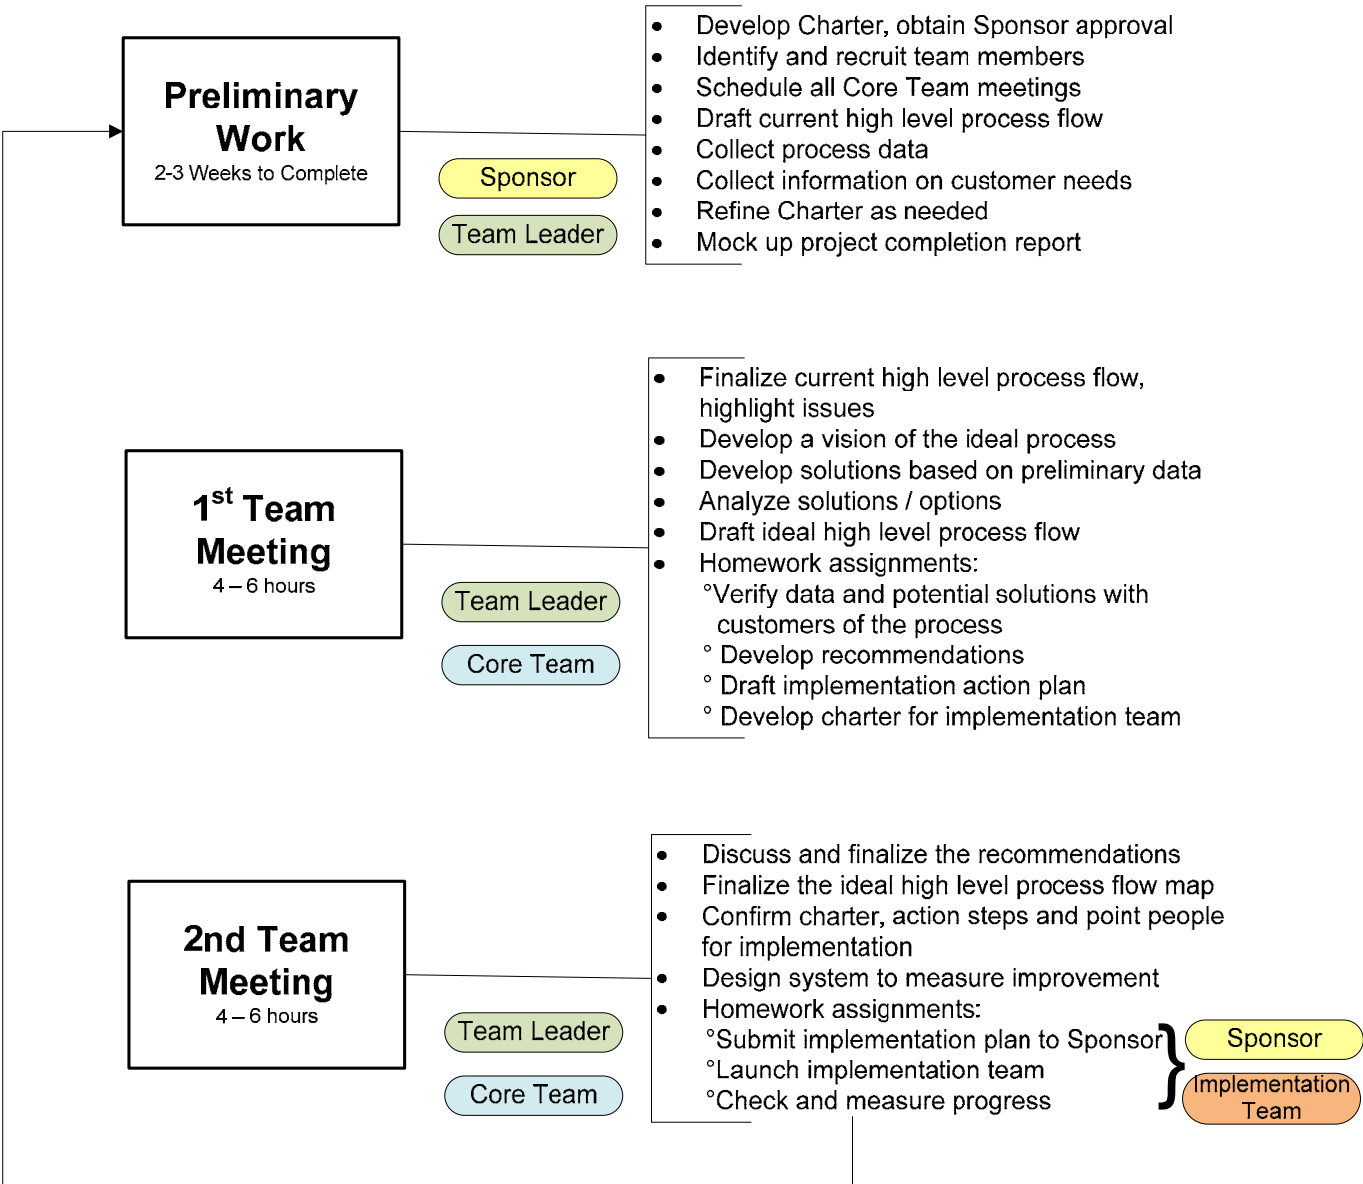 Preliminary
Work
2-3 Weeks to Complete
Sponsor
Team Leader
• Develop Charter, obtain Sponsor approval
• Identify and recruit team members
• Schedule all Core Team meetings
• Draft current high level process flow
• Collect process data
• Collect information on customer needs
• Refine Charter as needed
• Mock up project completion report
1st Team
Meeting
4 – 6 hours
Team Leader
Core Team
• Finalize current high level process flow,
highlight issues
• Develop a vision of the ideal process
• Develop solutions based on preliminary data
• Analyze solutions / options
• Draft ideal high level process flow
• Homework assignments:
°Verify data and potential solutions with
customers of the process
° Develop recommendations
° Draft implementation action plan
° Develop charter for implementation team
2nd Team
Meeting
4 – 6 hours
Team Leader
Core Team
• Discuss and finalize the recommendations
• Finalize the ideal high level process flow map
• Confirm charter, action steps and point people
for implementation
• Design system to measure improvement
• Homework assignments:
°Submit implementation plan to Sponsor
°Launch implementation team
°Check and measure progress
Sponsor
Implementation
Team